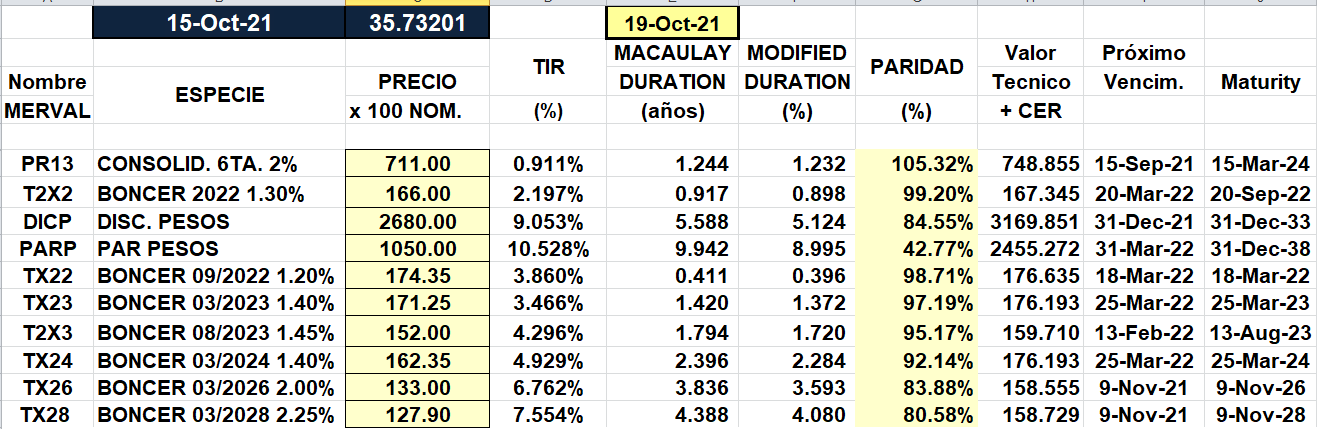 15-Oct-21 35.73201 19-Oct-21
MACAULAY MODIFIED Valor Próximo
Nombre PRECIO TIR DURATION DURATION PARIDAD Tecnico Vencim. Maturity
ESPECIE
MERVAL x 100 NOM. (%) (años) (%) (%) + CER
PR13 CONSOLID. 6TA. 2% 711.00 0.911% 1.244 1.232 105.32% 748.855 15-Sep-21 15-Mar-24
T2X2 BONCER 2022 1.30% 166.00 2.197% 0.917 0.898 99.20% 167.345 20-Mar-22 20-Sep-22
DICP DISC. PESOS 2680.00 9.053% 5.588 5.124 84.55% 3169.851 31-Dec-21 31-Dec-33
PARP PAR PESOS 1050.00 10.528% 9.942 8.995 42.77% 2455.272 31-Mar-22 31-Dec-38
TX22 BONCER 09/2022 1.20% 174.35 3.860% 0.411 0.396 98.71% 176.635 18-Mar-22 18-Mar-22
TX23 BONCER 03/2023 1.40% 171.25 3.466% 1.420 1.372 97.19% 176.193 25-Mar-22 25-Mar-23
T2X3 BONCER 08/2023 1.45% 152.00 4.296% 1.794 1.720 95.17% 159.710 13-Feb-22 13-Aug-23
TX24 BONCER 03/2024 1.40% 162.35 4.929% 2.396 2.284 92.14% 176.193 25-Mar-22 25-Mar-24
TX26 BONCER 03/2026 2.00% 133.00 6.762% 3.836 3.593 83.88% 158.555 9-Nov-21 9-Nov-26
TX28 BONCER 03/2028 2.25% 127.90 7.554% 4.388 4.080 80.58% 158.729 9-Nov-21 9-Nov-28